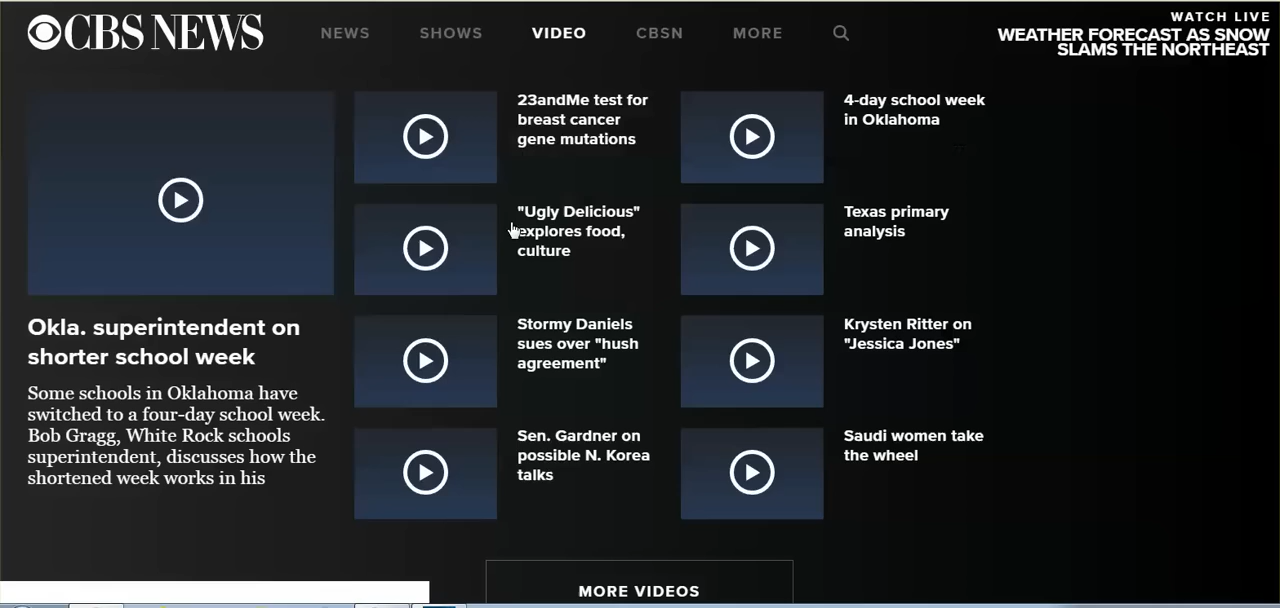 CBS NEWS
NEWS
SHOWS
VIDEO
CBSN
MORE
WATCH LIVE
WEATHER FORECAST AS SNOW
SLAMS THE NORTHEAST
Okla. superintendent on
shorter school week
Some schools in Oklahoma have
switched to a four-day school week.
Bob Gragg, White Rock schools
superintendent, discusses how the
shortened week works in his
23andMe test for
breast cancer
gene mutations
"Ugly Delicious"
explores food,
culture
Stormy Daniels
sues over "hush
agreement"
Sen. Gardner on
possible N. Korea
talks
4-day school week
in Oklahoma
Texas primary
analysis
Krysten Ritter on
"Jessica Jones"
Saudi women take
the wheel
MORE VIDEOS